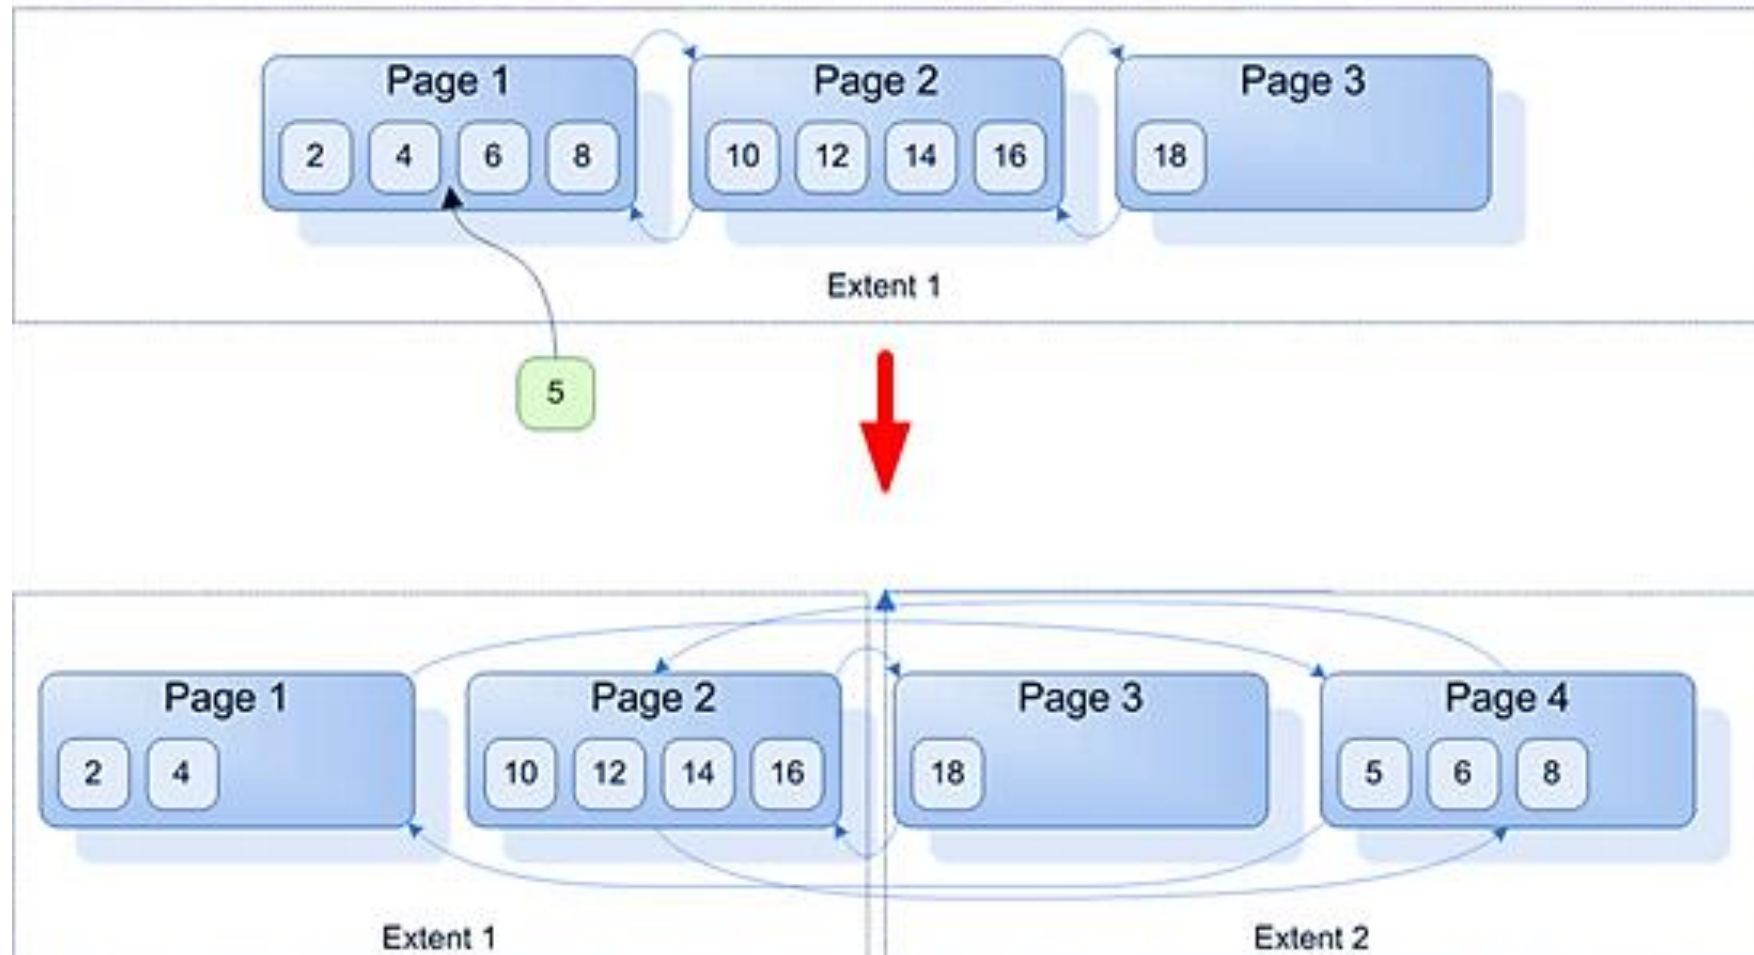 Page 1
Page 2
Page 3
2 4 6 8
10 12 14 16
18
Extent 1
5
Page 1
Page 2
Page 3
Page 4
2 4
10 12 14 16
18
5 6 8
Extent 1
Extent 2